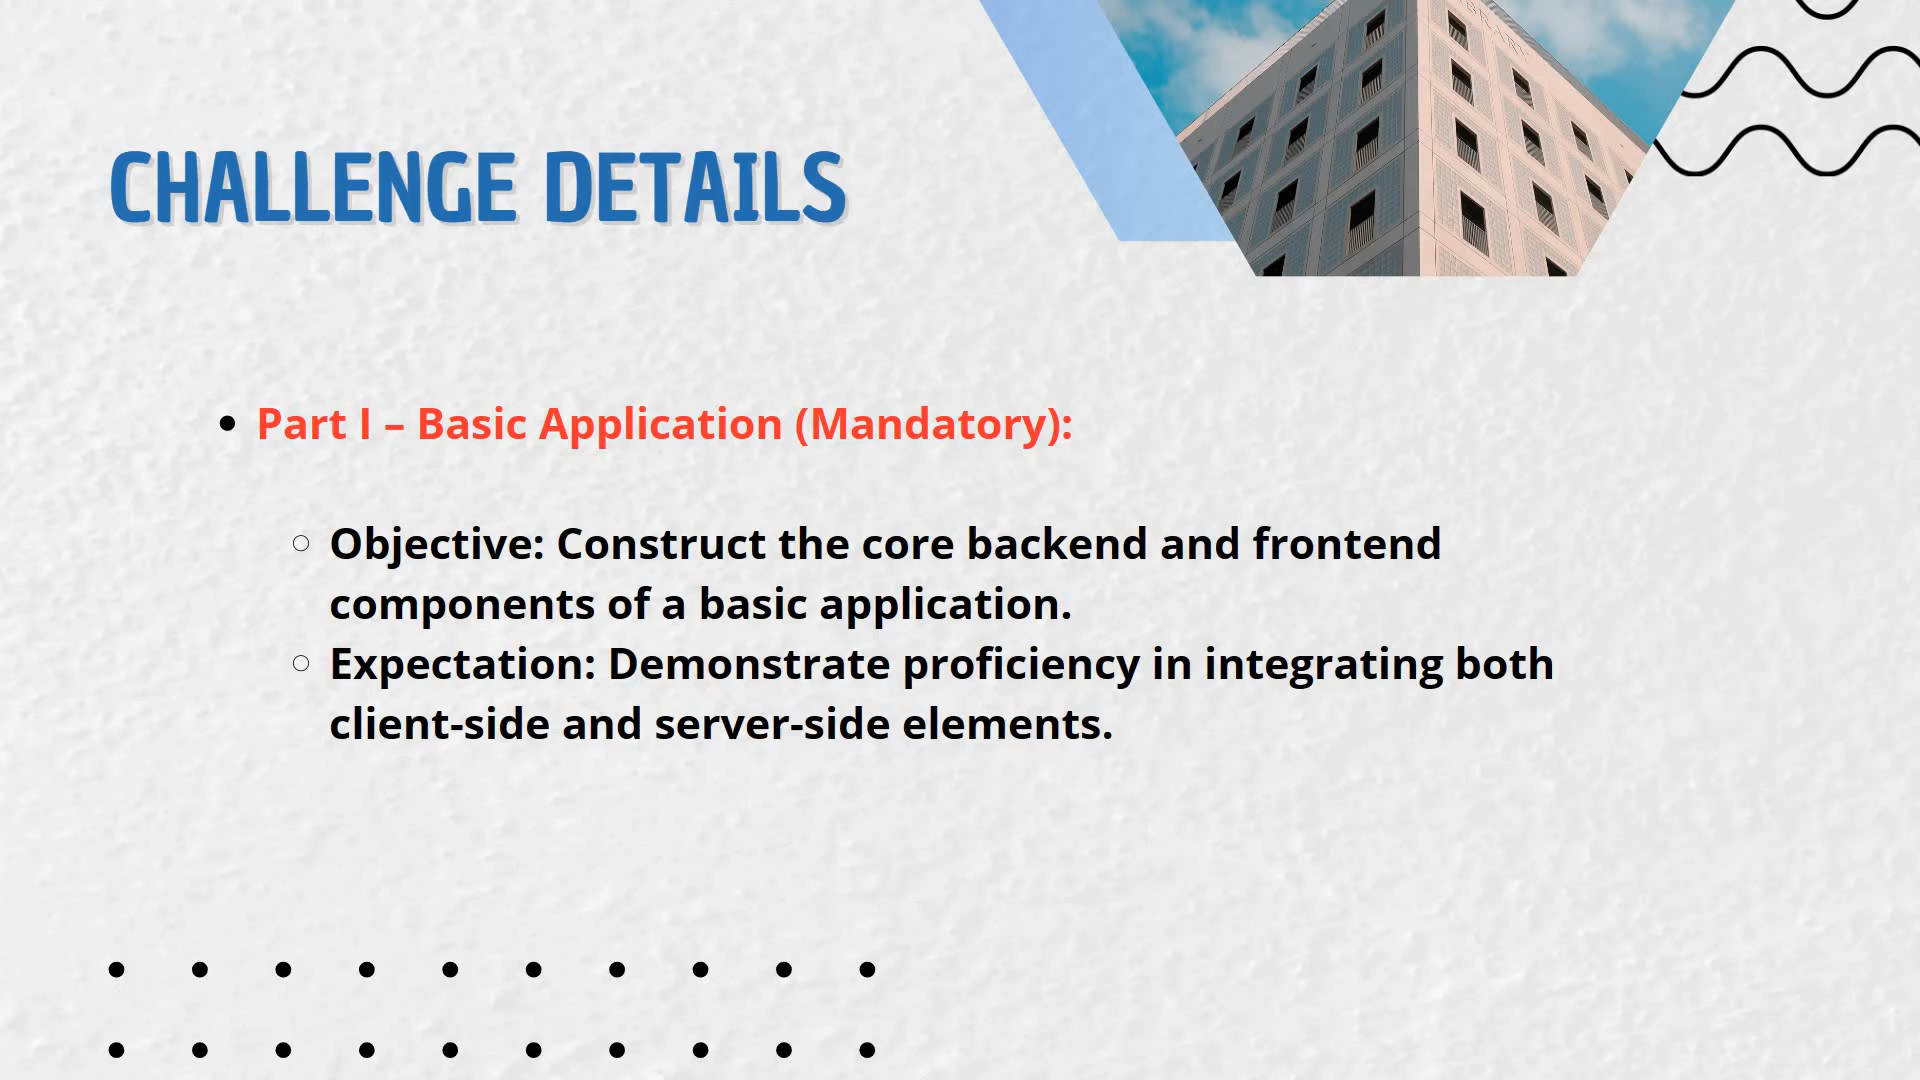 CHALLENGE DETAILS
• Part I – Basic Application (Mandatory):
○ Objective: Construct the core backend and frontend
components of a basic application.
○ Expectation: Demonstrate proficiency in integrating both
client-side and server-side elements.